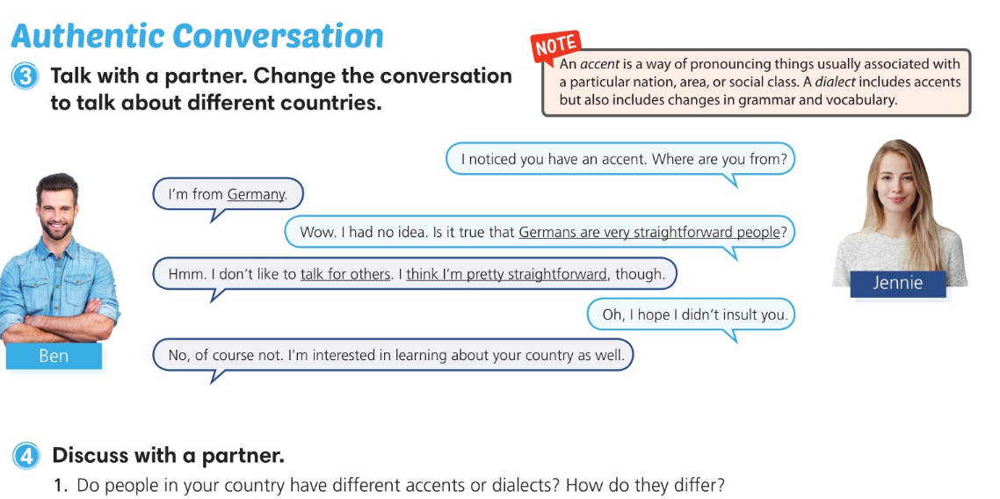 Authentic Conversation
NOTE
An accent is a way of pronouncing things usually associated with
a particular nation, area, or social class. A dialect includes accents
but also includes changes in grammar and vocabulary.
3 Talk with a partner. Change the conversation
to talk about different countries.
I noticed you have an accent. Where are you from?
I'm from Germany.
Wow. I had no idea. Is it true that Germans are very straightforward people?
Hmm. I don't like to talk for others. I think I'm pretty straightforward, though.
Jennie
Oh, I hope I didn't insult you.
Ben
No, of course not. I'm interested in learning about your country as well.
4 Discuss with a partner.
1. Do people in your country have different accents or dialects? How do they differ?